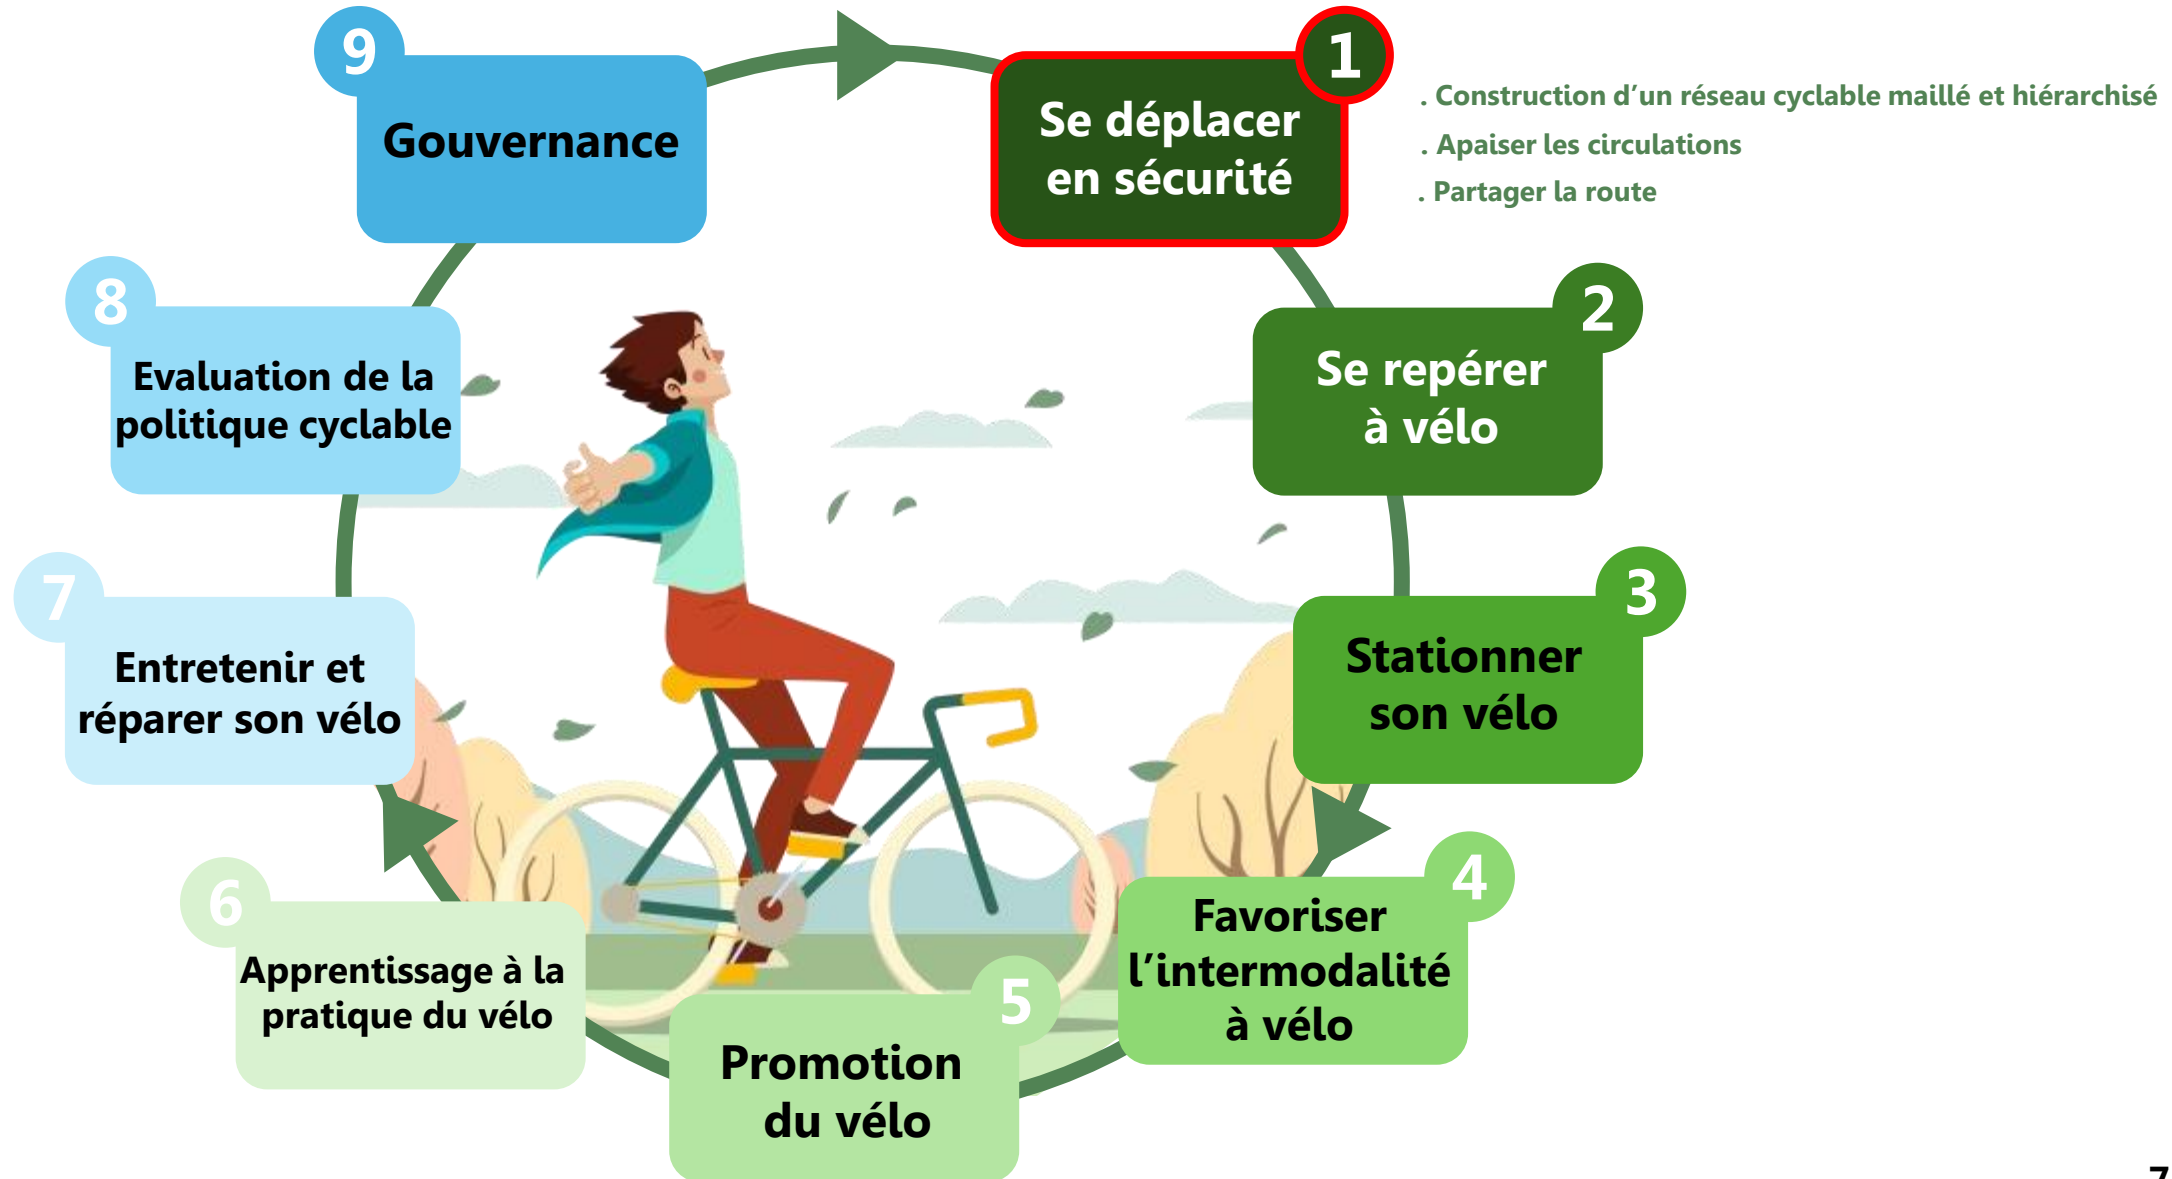 1
Se déplacer
en sécurité
. Construction d’un réseau cyclable maillé et hiérarchisé
. Apaiser les circulations
. Partager la route
2
Se repérer
à vélo
3
Stationner
son vélo
4
Favoriser
l’intermodalité
à vélo
5
Promotion
du vélo
6
Apprentissage à la
pratique du vélo
7
Entretenir et
réparer son vélo
8
Evaluation de la
politique cyclable
9
Gouvernance
7